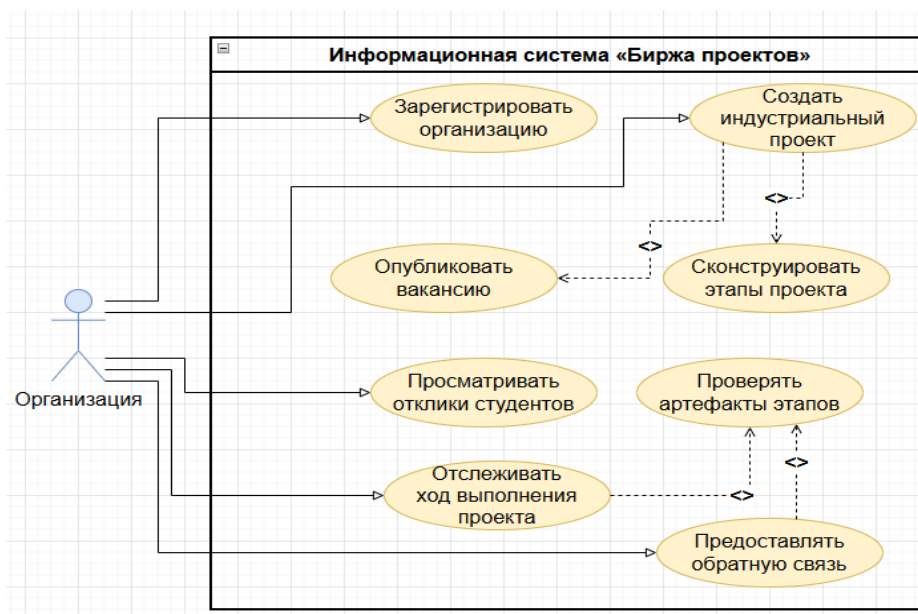 Информационная система «Биржа проектов»
Зарегистрировать
организацию
Создать
индустриальный
проект
<>
<>
Опубликовать
вакансию
Сконструировать
этапы проекта
Организация
Просматривать
отклики студентов
Проверять
артефакты этапов
<>
Отслеживать
ход выполнения
проекта
<>
Предоставлять
обратную связь